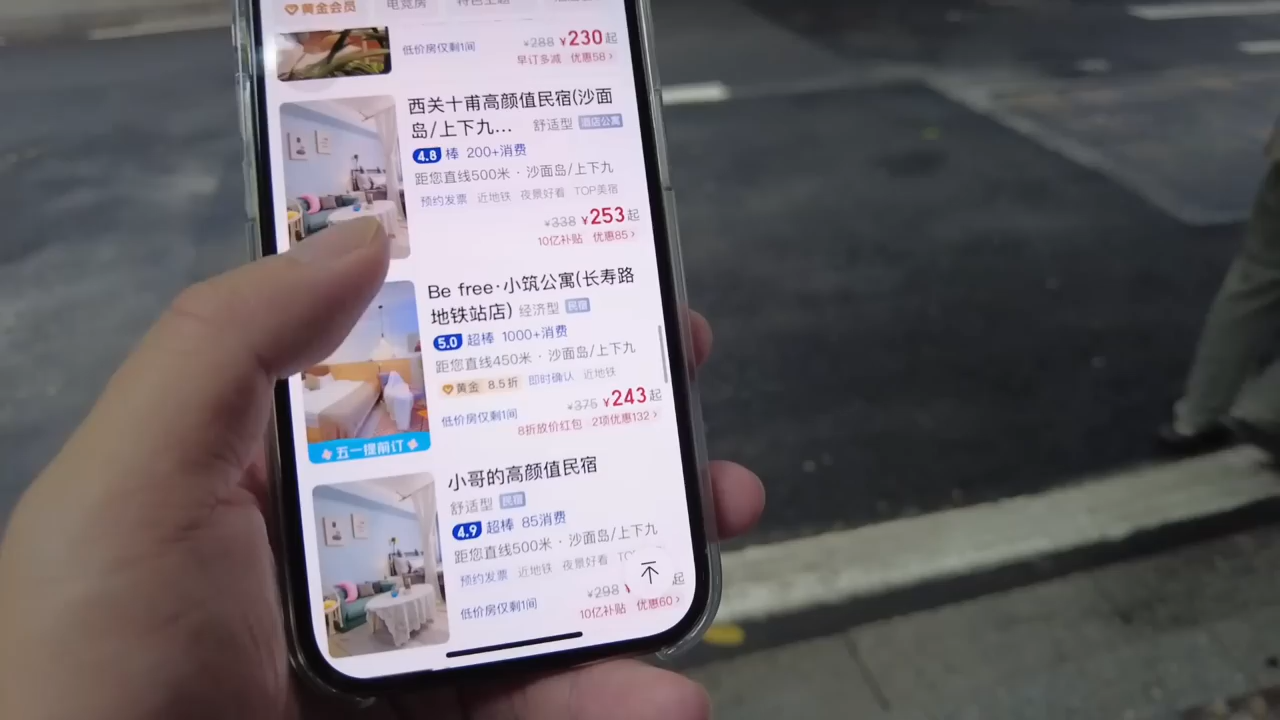 黄金会员 电竞房 特色主题
低价房仅剩1间 ¥288 ¥230起
早订多减 优惠58>
西关十甫高颜值民宿(沙面
岛/上下九... 舒适型 酒店公寓
4.8 棒 200+消费
距您直线500米·沙面岛/上下九
预约发票 近地铁 夜景好看 TOP美宿
¥338 ¥253起
10亿补贴 优惠85>
Be free·小筑公寓(长寿路
地铁站店) 经济型 民宿
5.0 超棒 1000+消费
距您直线450米·沙面岛/上下九
黄金 8.5折 即时确认 近地铁
低价房仅剩1间 ¥375 ¥243起
8折放价红包 2项优惠132>
五一提前订
小哥的高颜值民宿
舒适型 民宿
4.9 超棒 85消费
距您直线500米·沙面岛/上下九
预约发票 近地铁 夜景好看
低价房仅剩1间 ¥298 起
10亿补贴 优惠60>